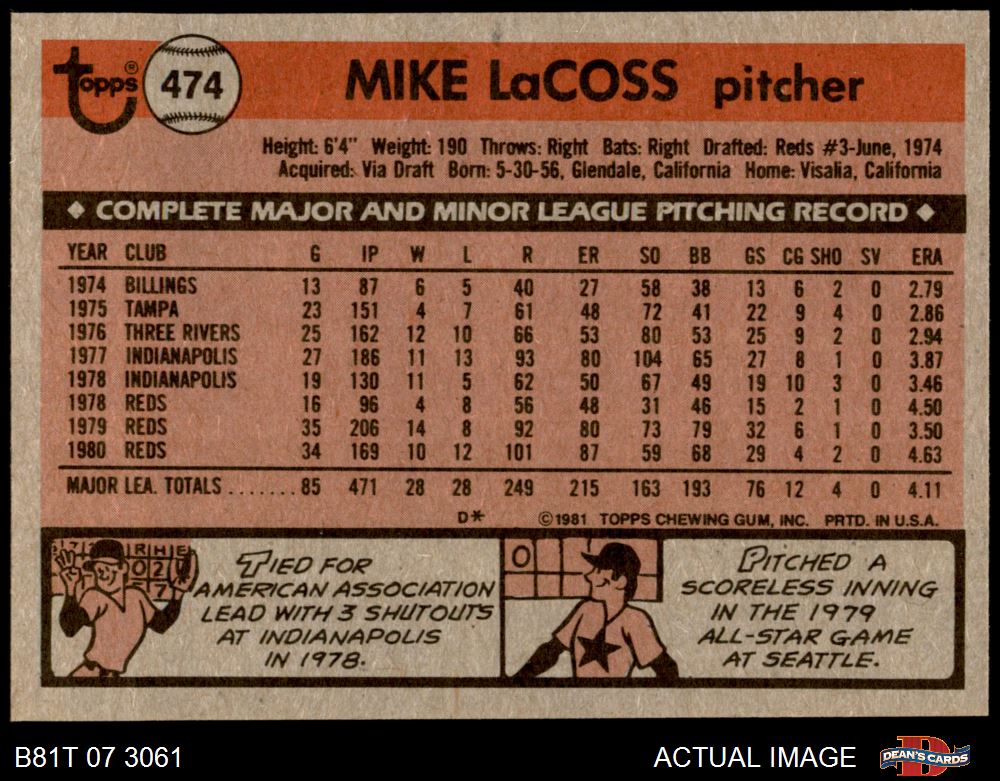 topps® 474 MIKE LaCOSS pitcher
Height: 6'4" Weight: 190 Throws: Right Bats: Right Drafted: Reds #3-June, 1974
Acquired: Via Draft Born: 5-30-56, Glendale, California Home: Visalia, California
◆ COMPLETE MAJOR AND MINOR LEAGUE PITCHING RECORD ◆
YEAR CLUB G IP W L R ER SO BB GS CG SHO SV ERA
1974 BILLINGS 13 87 6 5 40 27 58 38 13 6 2 0 2.79
1975 TAMPA 23 151 4 7 61 48 72 41 22 9 4 0 2.86
1976 THREE RIVERS 25 162 12 10 66 53 80 53 25 9 2 0 2.94
1977 INDIANAPOLIS 27 186 11 13 93 80 104 65 27 8 1 0 3.87
1978 INDIANAPOLIS 19 130 11 5 62 50 67 49 19 10 3 0 3.46
1978 REDS 16 96 4 8 56 48 31 46 15 2 1 0 4.50
1979 REDS 35 206 14 8 92 80 73 79 32 6 1 0 3.50
1980 REDS 34 169 10 12 101 87 59 68 29 4 2 0 4.63
MAJOR LEA. TOTALS ....... 85 471 28 28 249 215 163 193 76 12 4 0 4.11
D* ©1981 TOPPS CHEWING GUM, INC. PRTD. IN U.S.A.
R H E
0 2
7
TIED FOR
AMERICAN ASSOCIATION
LEAD WITH 3 SHUTOUTS
AT INDIANAPOLIS
IN 1978.
0
PITCHED A
SCORELESS INNING
IN THE 1979
ALL-STAR GAME
AT SEATTLE.
B81T 07 3061 ACTUAL IMAGE DEAN'S CARDS